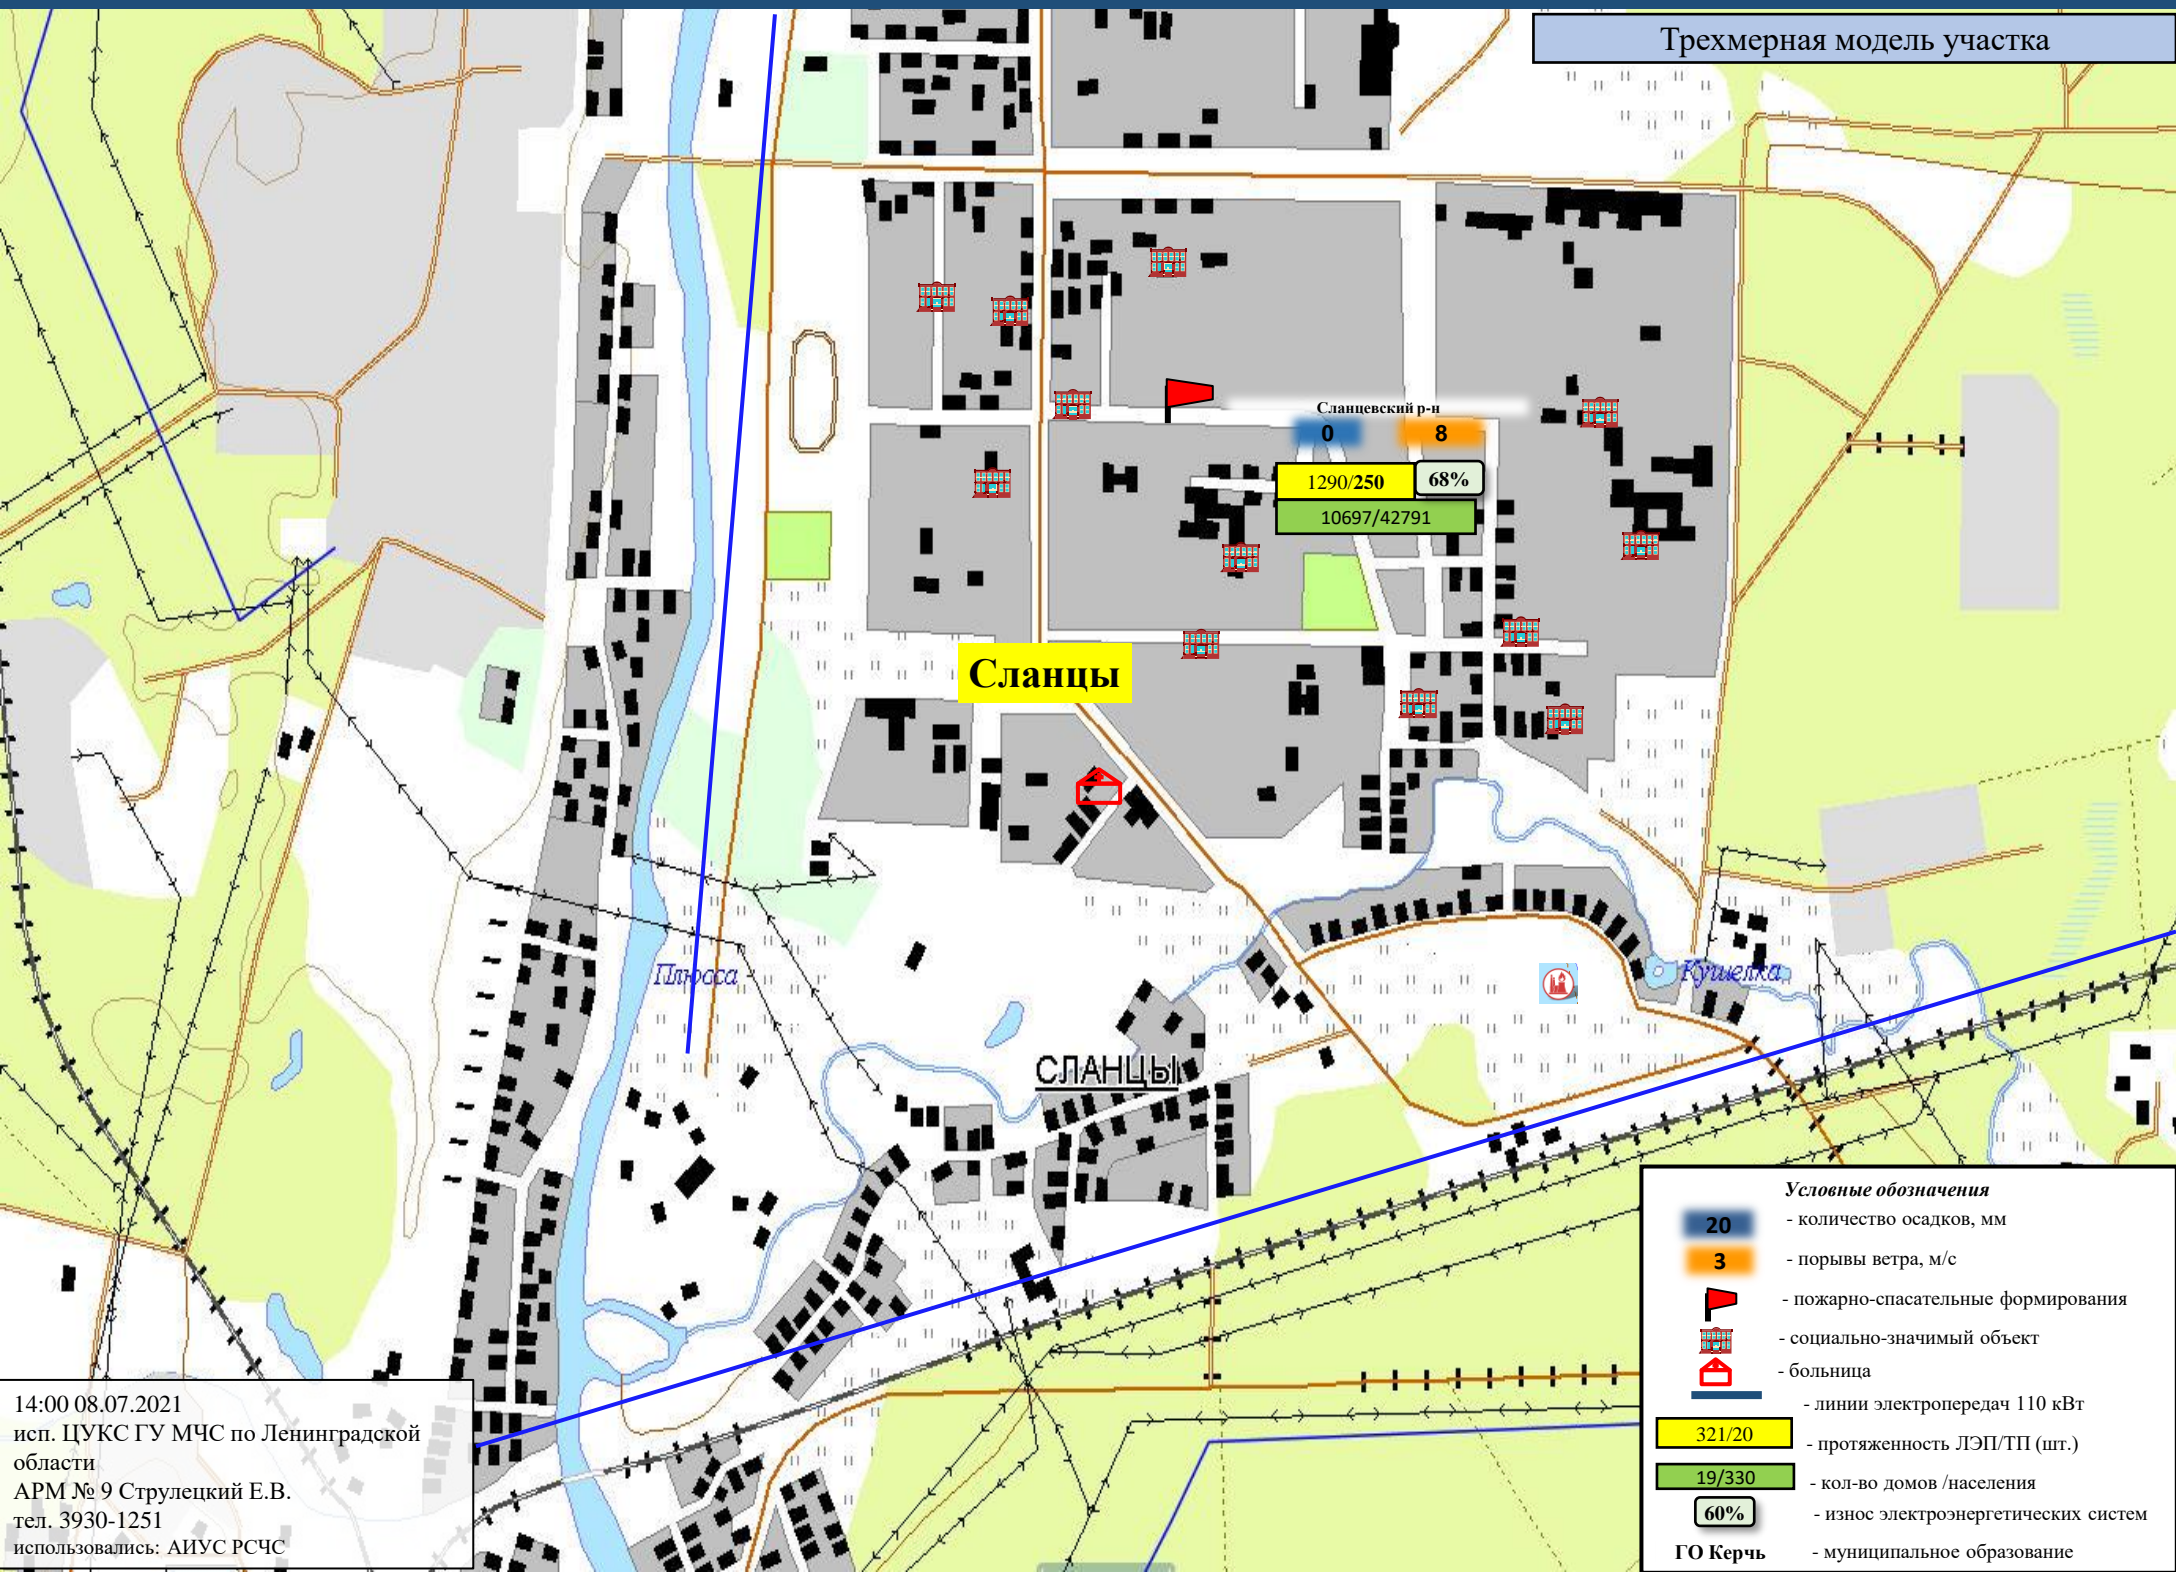 Трехмерная модель участка
Сланцевский р-н
0
8
1290/250
68%
10697/42791
Сланцы
Плюсса
Кушелка
СЛАНЦЫ
14:00 08.07.2021
исп. ЦУКС ГУ МЧС по Ленинградской
области
АРМ № 9 Струлецкий Е.В.
тел. 3930-1251
использовались: АИУС РСЧС
Условные обозначения
20 - количество осадков, мм
3 - порывы ветра, м/с
- пожарно-спасательные формирования
- социально-значимый объект
- больница
- линии электропередач 110 кВт
321/20 - протяженность ЛЭП/ТП (шт.)
19/330 - кол-во домов /населения
60% - износ электроэнергетических систем
ГО Керчь - муниципальное образование